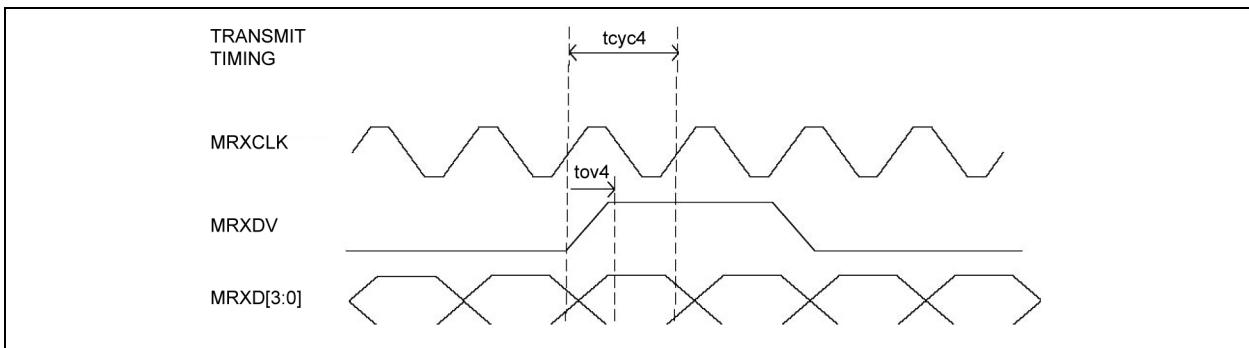 TRANSMIT
TIMING
tcyc4
MRXCLK
tov4
MRXDV
MRXD[3:0]